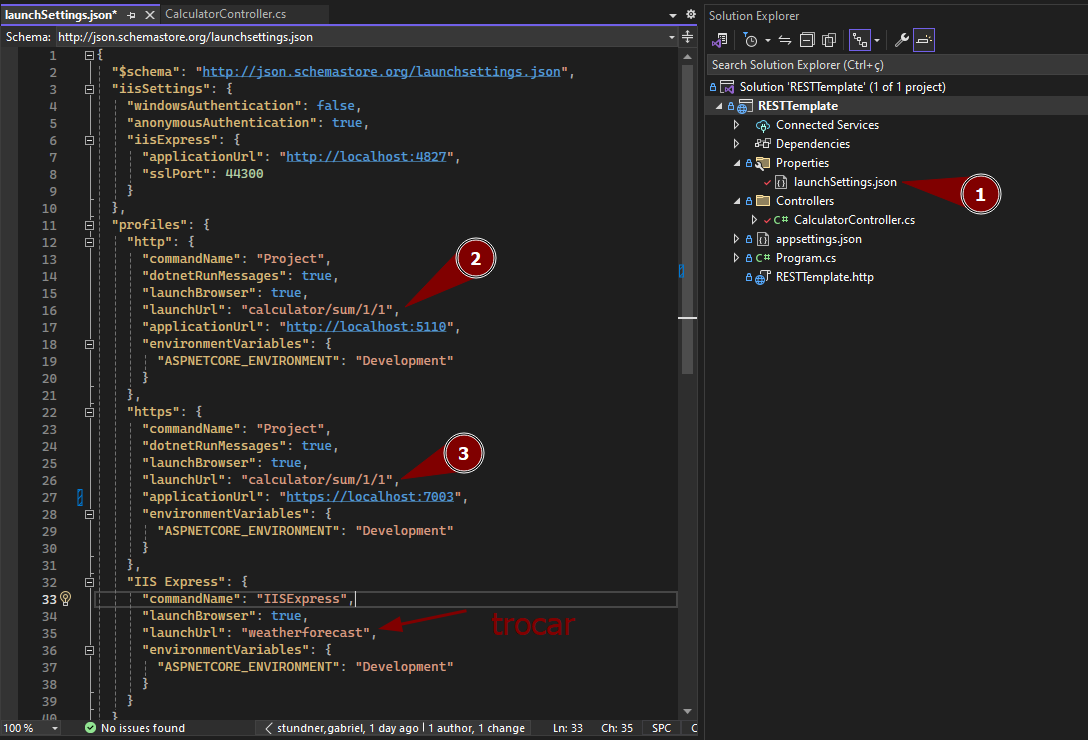 launchSettings.json*
CalculatorController.cs
Schema: http://json.schemastore.org/launchsettings.json
1 {
2 "$schema": "http://json.schemastore.org/launchsettings.json",
3 "iisSettings": {
4 "windowsAuthentication": false,
5 "anonymousAuthentication": true,
6 "iisExpress": {
7 "applicationUrl": "http://localhost:4827",
8 "sslPort": 44300
9 }
10 },
11 "profiles": {
12 "http": {
13 "commandName": "Project",
14 "dotnetRunMessages": true,
15 "launchBrowser": true,
16 "launchUrl": "calculator/sum/1/1",
17 "applicationUrl": "http://localhost:5110",
18 "environmentVariables": {
19 "ASPNETCORE_ENVIRONMENT": "Development"
20 }
21 },
22 "https": {
23 "commandName": "Project",
24 "dotnetRunMessages": true,
25 "launchBrowser": true,
26 "launchUrl": "calculator/sum/1/1",
27 "applicationUrl": "https://localhost:7003",
28 "environmentVariables": {
29 "ASPNETCORE_ENVIRONMENT": "Development"
30 }
31 },
32 "IIS Express": {
33 "commandName": "IISExpress",
34 "launchBrowser": true,
35 "launchUrl": "weatherforecast",
36 "environmentVariables": {
37 "ASPNETCORE_ENVIRONMENT": "Development"
38 }
39 }
40 }
2
3
trocar
100 %
No issues found
stundner,gabriel, 1 day ago | 1 author, 1 change
Ln: 33
Ch: 35
SPC
Solution Explorer
Search Solution Explorer (Ctrl+ç)
Solution 'RESTTemplate' (1 of 1 project)
RESTTemplate
Connected Services
Dependencies
Properties
launchSettings.json
1
Controllers
C# CalculatorController.cs
appsettings.json
C# Program.cs
RESTTemplate.http